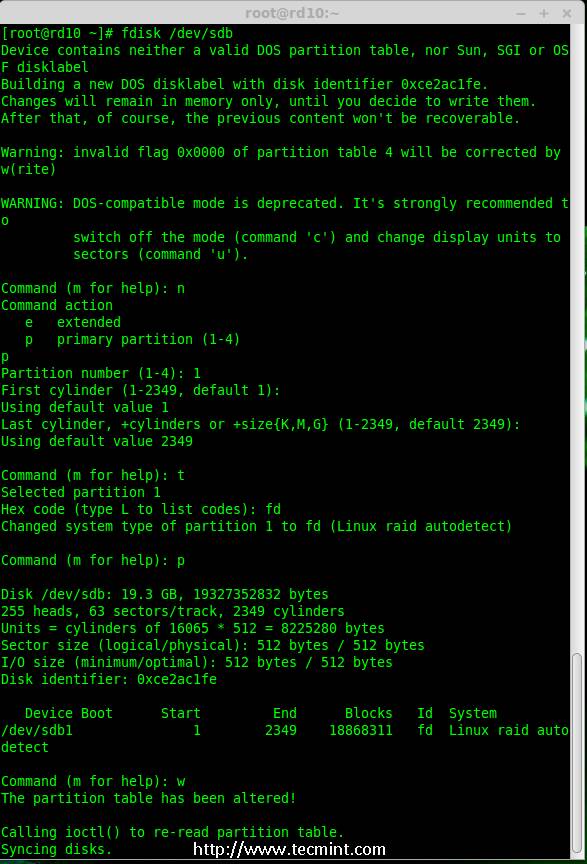 root@rd10:~
[root@rd10 ~]# fdisk /dev/sdb
Device contains neither a valid DOS partition table, nor Sun, SGI or OS
F disklabel
Building a new DOS disklabel with disk identifier 0xce2ac1fe.
Changes will remain in memory only, until you decide to write them.
After that, of course, the previous content won't be recoverable.

Warning: invalid flag 0x0000 of partition table 4 will be corrected by
w(rite)

WARNING: DOS-compatible mode is deprecated. It's strongly recommended t
o
         switch off the mode (command 'c') and change display units to
         sectors (command 'u').

Command (m for help): n
Command action
   e   extended
   p   primary partition (1-4)
p
Partition number (1-4): 1
First cylinder (1-2349, default 1):
Using default value 1
Last cylinder, +cylinders or +size{K,M,G} (1-2349, default 2349):
Using default value 2349

Command (m for help): t
Selected partition 1
Hex code (type L to list codes): fd
Changed system type of partition 1 to fd (Linux raid autodetect)

Command (m for help): p

Disk /dev/sdb: 19.3 GB, 19327352832 bytes
255 heads, 63 sectors/track, 2349 cylinders
Units = cylinders of 16065 * 512 = 8225280 bytes
Sector size (logical/physical): 512 bytes / 512 bytes
I/O size (minimum/optimal): 512 bytes / 512 bytes
Disk identifier: 0xce2ac1fe

   Device Boot      Start         End      Blocks   Id  System
/dev/sdb1               1        2349    18868311   fd  Linux raid auto
detect

Command (m for help): w
The partition table has been altered!

Calling ioctl() to re-read partition table.
Syncing disks.
http://www.tecmint.com